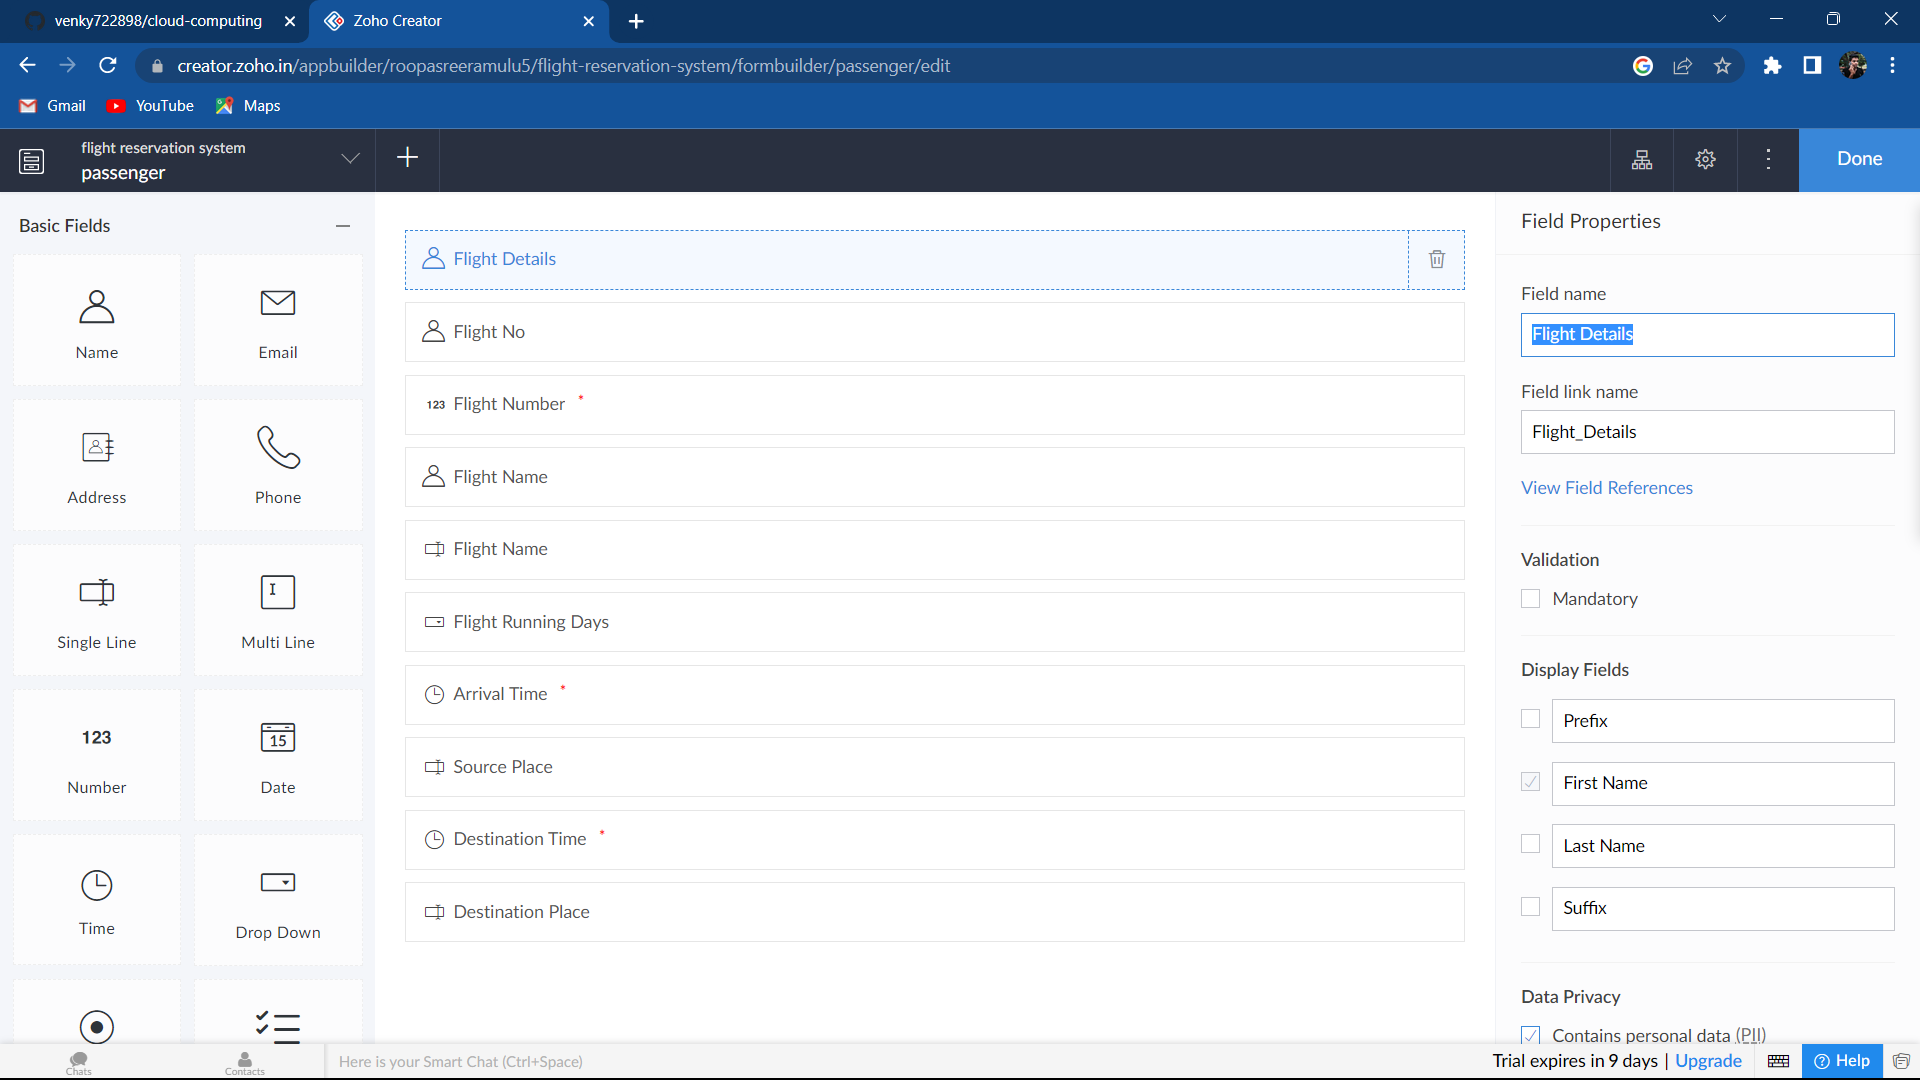 venky722898/cloud-computing
Zoho Creator
creator.zoho.in/appbuilder/roopasreeramulu5/flight-reservation-system/formbuilder/passenger/edit
Gmail
YouTube
Maps
flight reservation system
passenger
Done
Basic Fields
Name
Email
Address
Phone
Single Line
Multi Line
123
Number
15
Date
Time
Drop Down
Flight Details
Flight No
123 Flight Number *
Flight Name
Flight Name
Flight Running Days
Arrival Time *
Source Place
Destination Time *
Destination Place
Field Properties
Field name
Flight Details
Field link name
Flight_Details
View Field References
Validation
Mandatory
Display Fields
Prefix
First Name
Last Name
Suffix
Data Privacy
Contains personal data (PII)
Chats
Contacts
Here is your Smart Chat (Ctrl+Space)
Trial expires in 9 days | Upgrade
Help